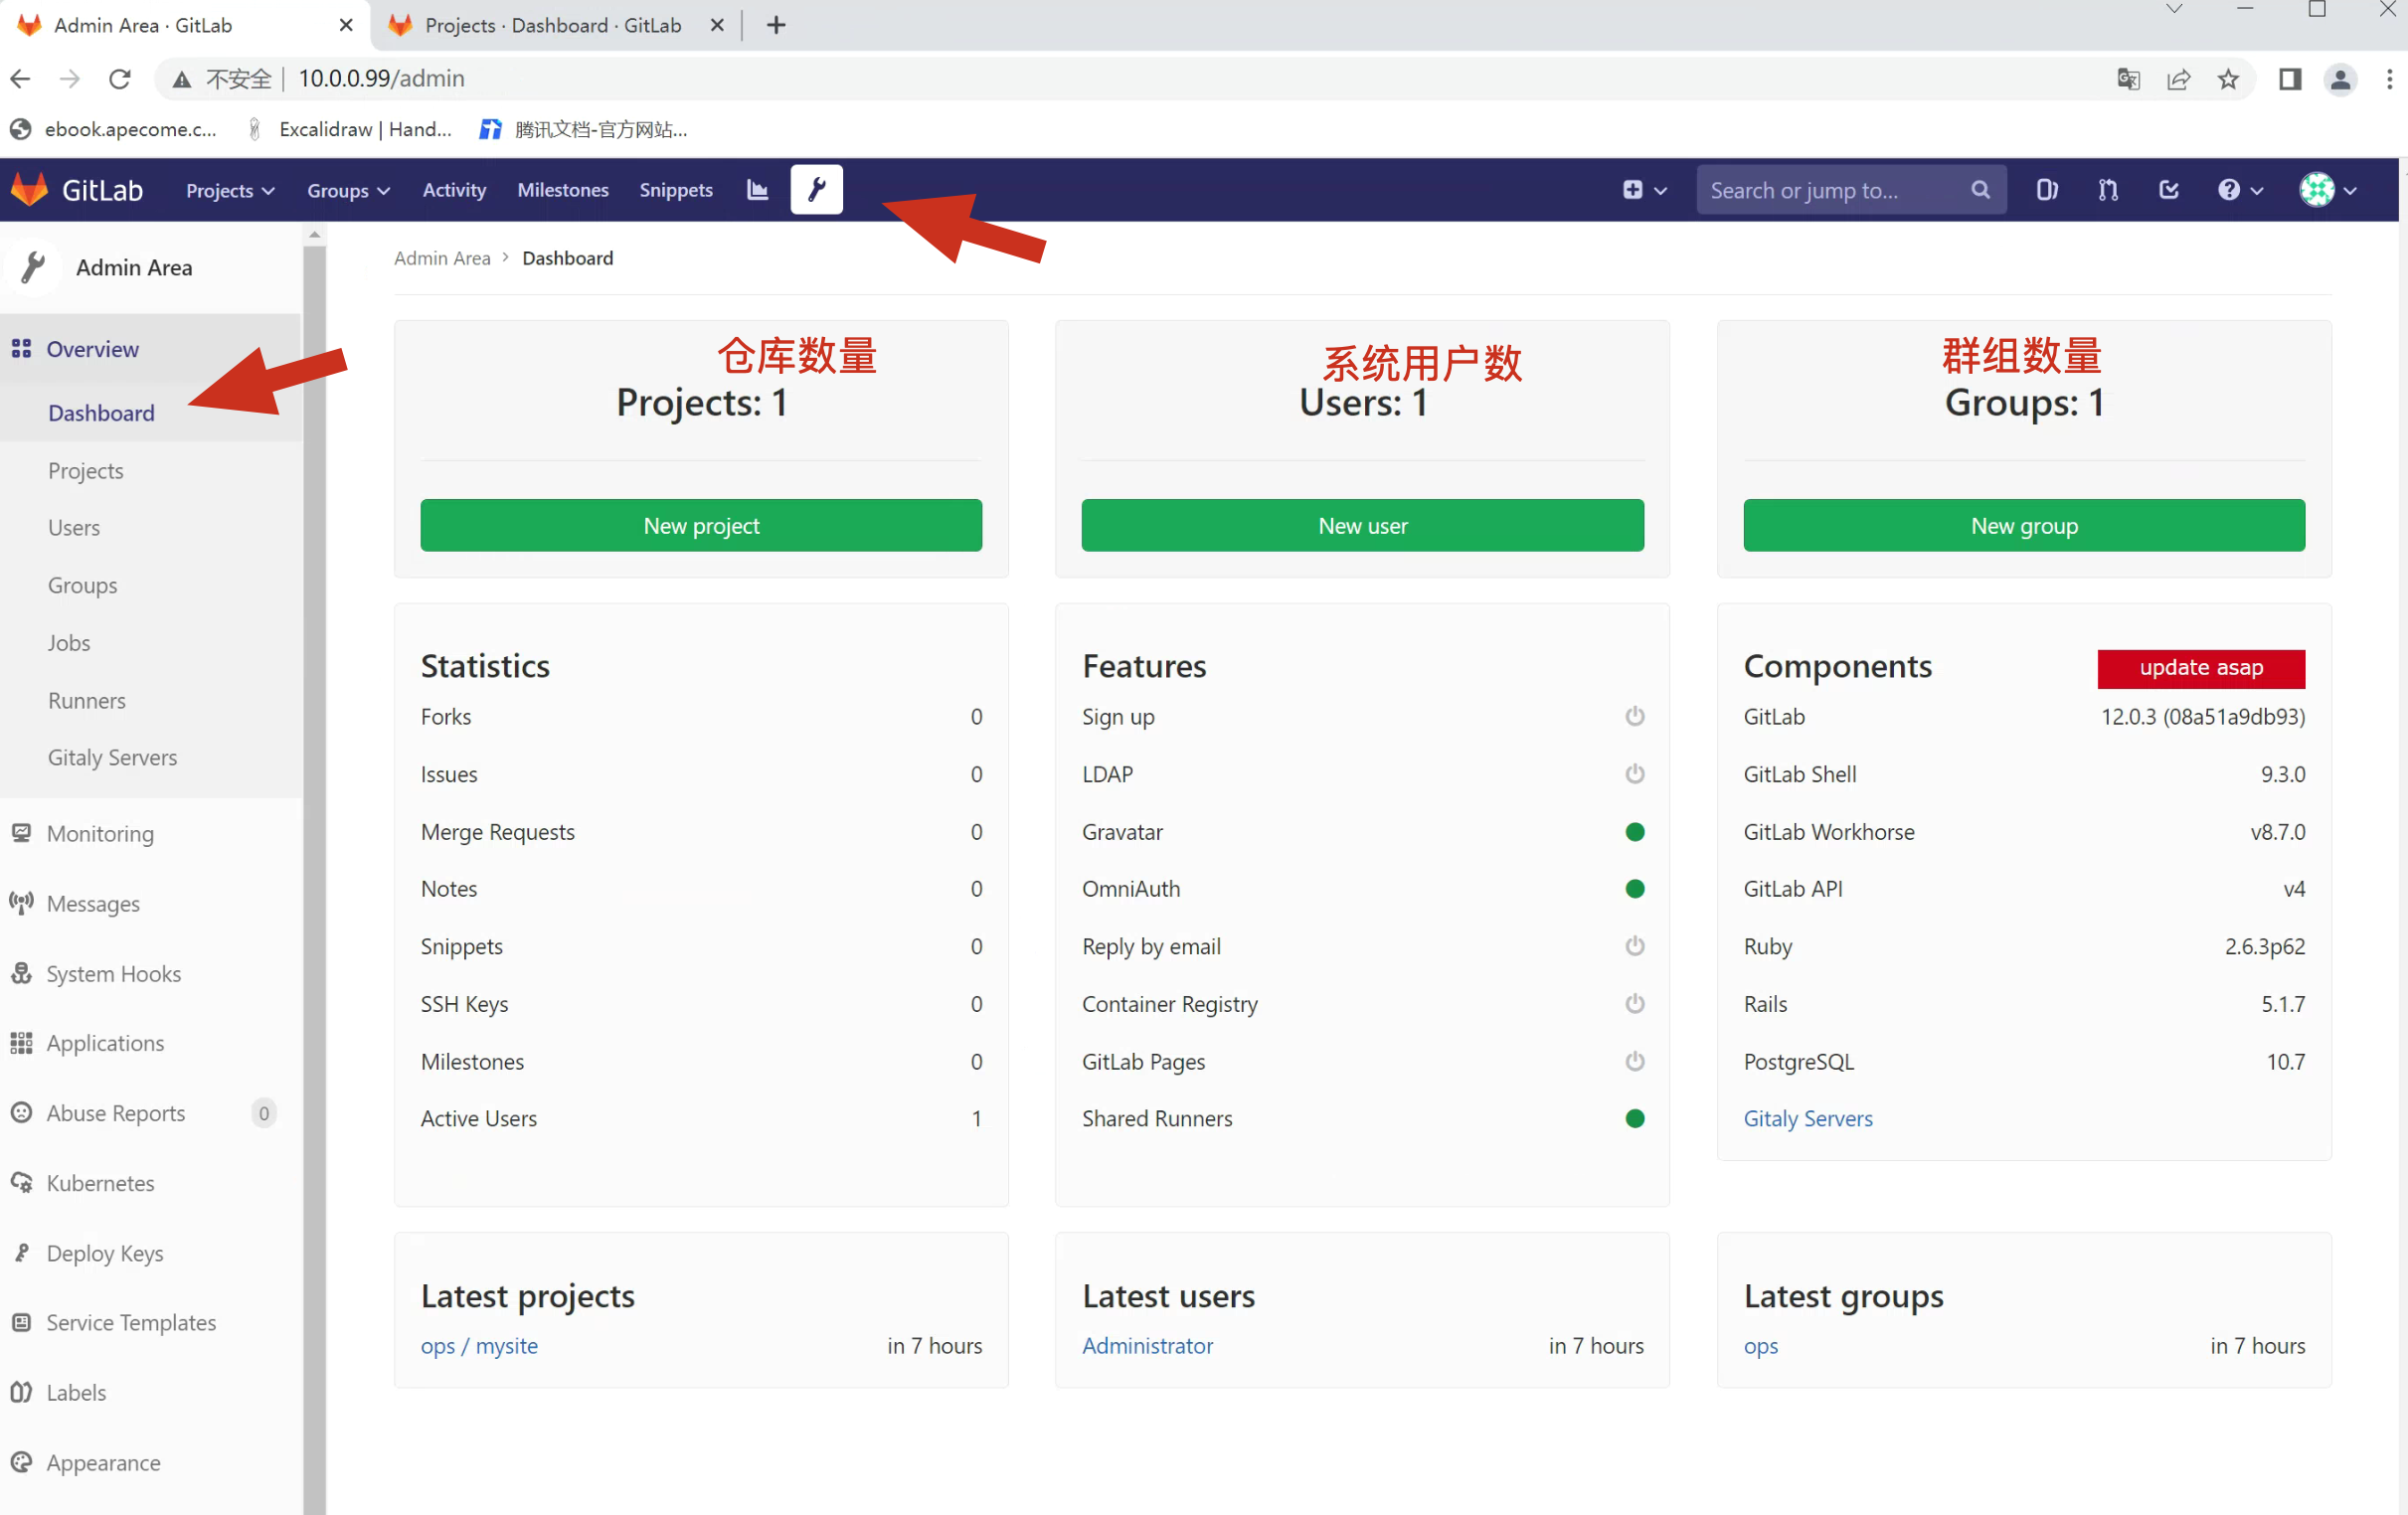 Admin Area · GitLab
Projects · Dashboard · GitLab
不安全 | 10.0.0.99/admin
ebook.apecome.c...
Excalidraw | Hand...
腾讯文档-官方网站...
GitLab
Projects
Groups
Activity
Milestones
Snippets
Search or jump to...
Admin Area
Overview
Dashboard
Projects
Users
Groups
Jobs
Runners
Gitaly Servers
Monitoring
Messages
System Hooks
Applications
Abuse Reports 0
Kubernetes
Deploy Keys
Service Templates
Labels
Appearance
Admin Area > Dashboard
仓库数量
Projects: 1
New project
系统用户数
Users: 1
New user
群组数量
Groups: 1
New group
Statistics
Forks 0
Issues 0
Merge Requests 0
Notes 0
Snippets 0
SSH Keys 0
Milestones 0
Active Users 1
Features
Sign up
LDAP
Gravatar
OmniAuth
Reply by email
Container Registry
GitLab Pages
Shared Runners
Components update asap
GitLab 12.0.3 (08a51a9db93)
GitLab Shell 9.3.0
GitLab Workhorse v8.7.0
GitLab API v4
Ruby 2.6.3p62
Rails 5.1.7
PostgreSQL 10.7
Gitaly Servers
Latest projects
ops / mysite in 7 hours
Latest users
Administrator in 7 hours
Latest groups
ops in 7 hours